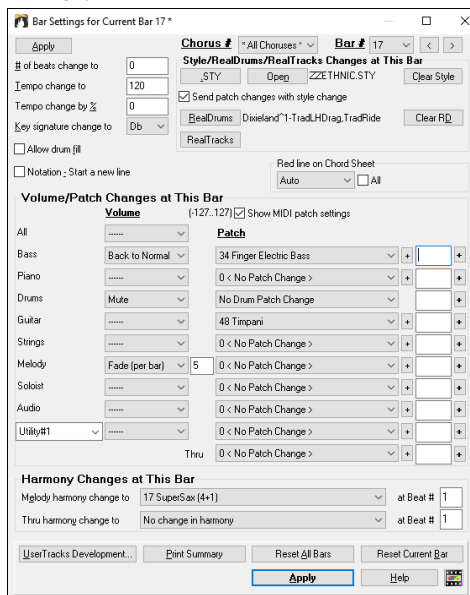 Bar Settings for Current Bar 17 *
Apply
Chorus # * All Choruses * Bar # 17 < >
# of beats change to 0
Tempo change to 120
Tempo change by % 0
Key signature change to Db
Allow drum fill
Notation : Start a new line
Style/RealDrums/RealTracks Changes at This Bar
.STY Open ZZETHNIC.STY Clear Style
Send patch changes with style change
RealDrums Dixieland^1-TradLHDrag,TradRide Clear RD
RealTracks
Red line on Chord Sheet
Auto All
Volume/Patch Changes at This Bar
Volume (-127..127) Show MIDI patch settings
All ------ Patch
Bass Back to Normal 34 Finger Electric Bass + +
Piano ------ 0 < No Patch Change > + +
Drums Mute No Drum Patch Change +
Guitar ------ 48 Timpani + +
Strings ------ 0 < No Patch Change > + +
Melody Fade (per bar) 5 0 < No Patch Change > + +
Soloist ------ 0 < No Patch Change > + +
Audio ------ 0 < No Patch Change > + +
Utility#1 ------ 0 < No Patch Change > + +
Thru 0 < No Patch Change > + +
Harmony Changes at This Bar
Melody harmony change to 17 SuperSax (4+1) at Beat # 1
Thru harmony change to No change in harmony at Beat # 1
UserTracks Development... Print Summary Reset All Bars Reset Current Bar
Apply Help